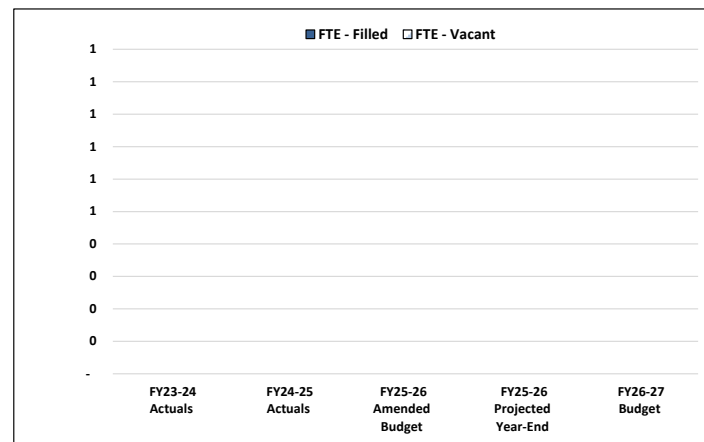 FTE - Filled FTE - Vacant
1
1
1
1
1
1
0
0
0
0
-
FY23-24 FY24-25 FY25-26 FY25-26 FY26-27
Actuals Actuals Amended Projected Budget
Budget Year-End